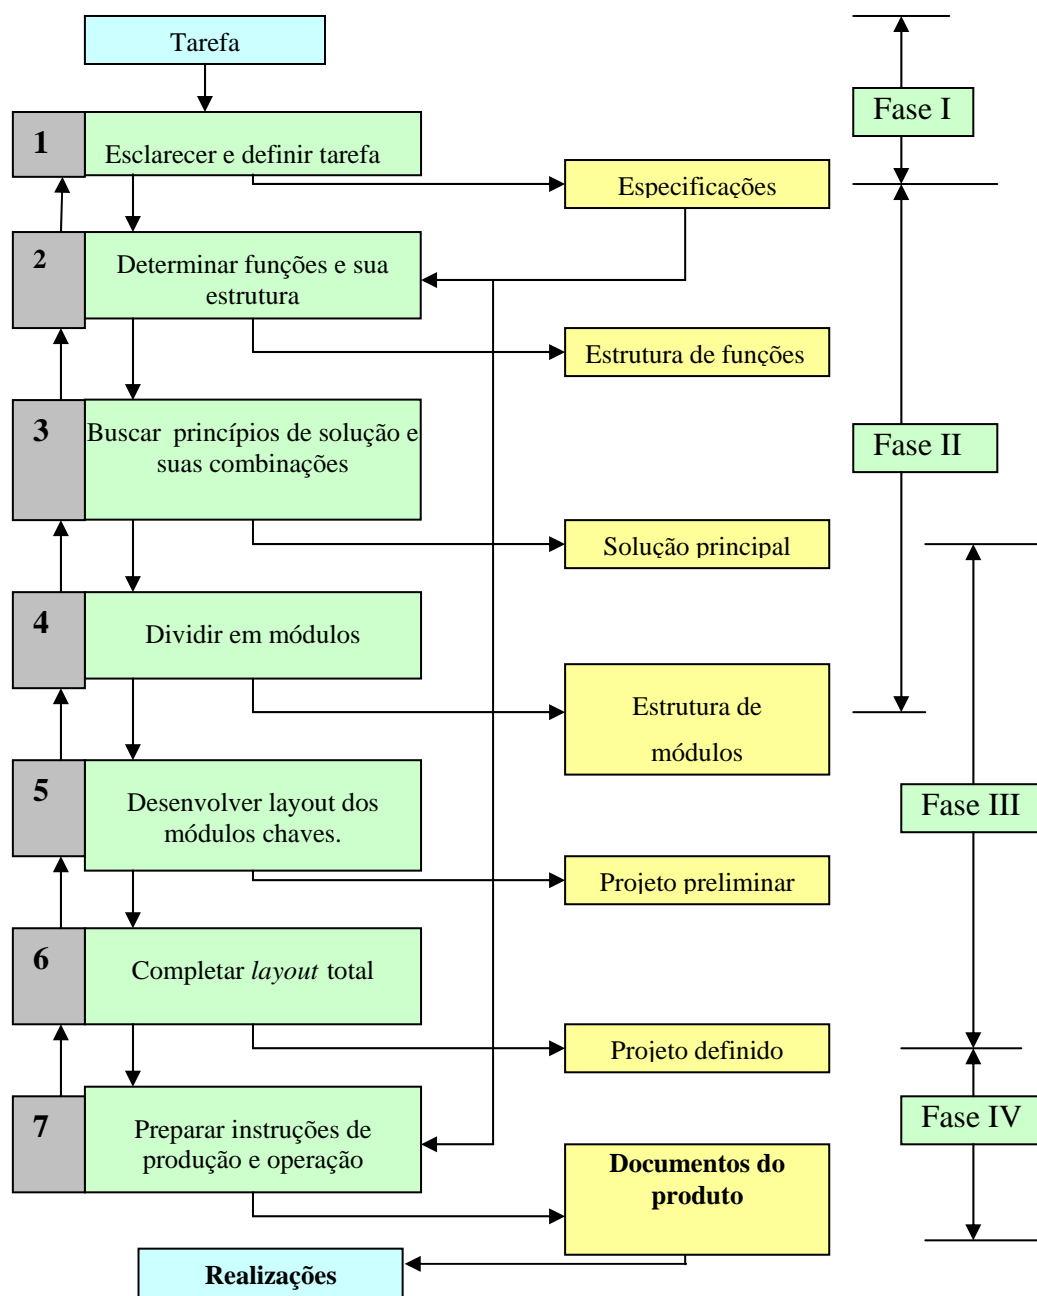 Tarefa
Fase I
1
Esclarecer e definir tarefa
Especificações
2
Determinar funções e sua
estrutura
Estrutura de funções
3
Buscar princípios de solução e
suas combinações
Fase II
Solução principal
4
Dividir em módulos
Estrutura de
módulos
5
Desenvolver layout dos
módulos chaves.
Fase III
Projeto preliminar
6
Completar layout total
Projeto definido
7
Preparar instruções de
produção e operação
Fase IV
Documentos do
produto
Realizações